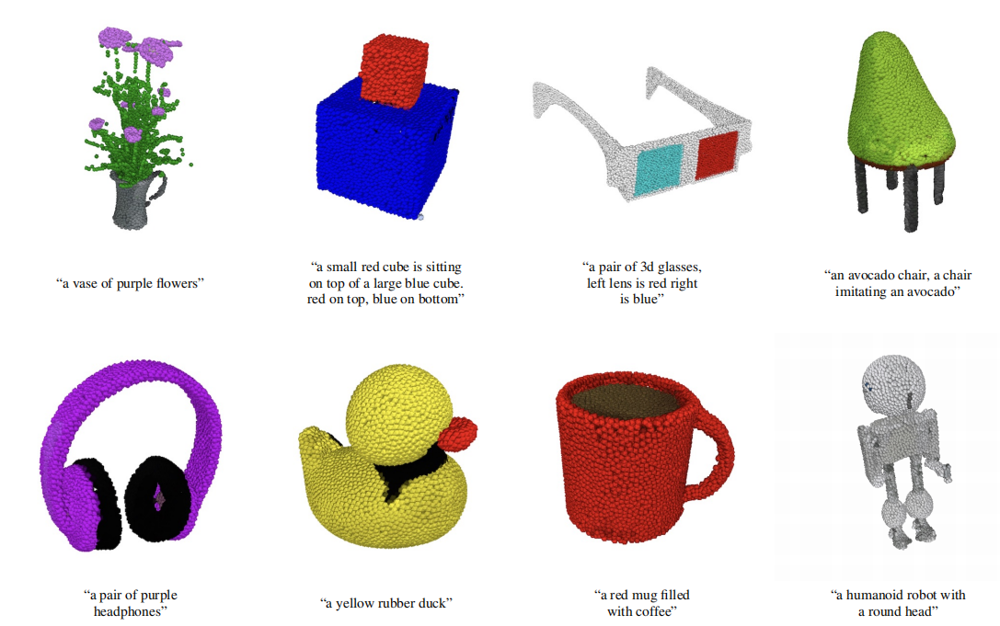 “a vase of purple flowers”
“a small red cube is sitting
on top of a large blue cube.
red on top, blue on bottom”
“a pair of 3d glasses,
left lens is red right
is blue”
“an avocado chair, a chair
imitating an avocado”
“a pair of purple
headphones”
“a yellow rubber duck”
“a red mug filled
with coffee”
“a humanoid robot with
a round head”